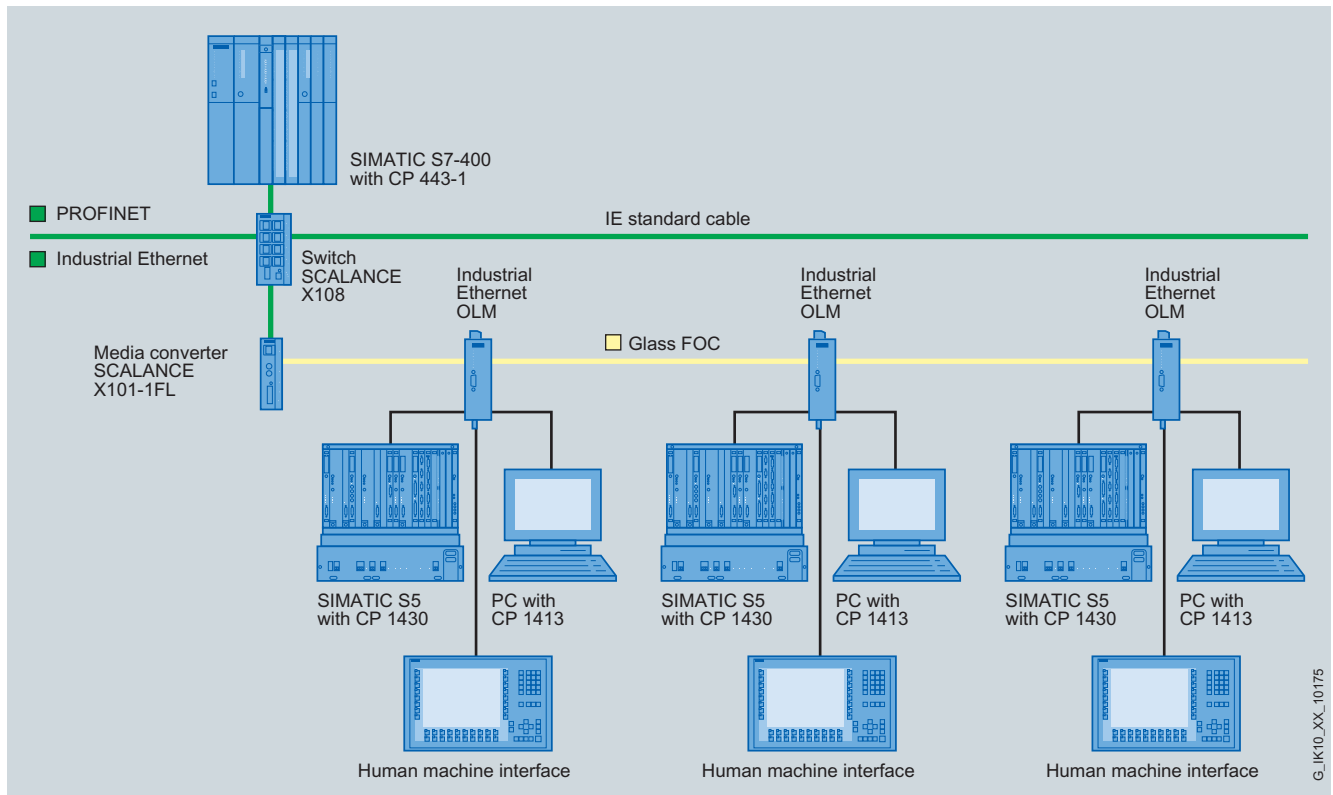 SIMATIC S7-400
with CP 443-1
PROFINET
IE standard cable
Industrial Ethernet
Switch
SCALANCE
X108
Industrial
Ethernet
OLM
Industrial
Ethernet
OLM
Industrial
Ethernet
OLM
Media converter
SCALANCE
X101-1FL
Glass FOC
SIMATIC S5
with CP 1430
PC with
CP 1413
SIMATIC S5
with CP 1430
PC with
CP 1413
SIMATIC S5
with CP 1430
PC with
CP 1413
Human machine interface
Human machine interface
Human machine interface
G_IK10_XX_10175